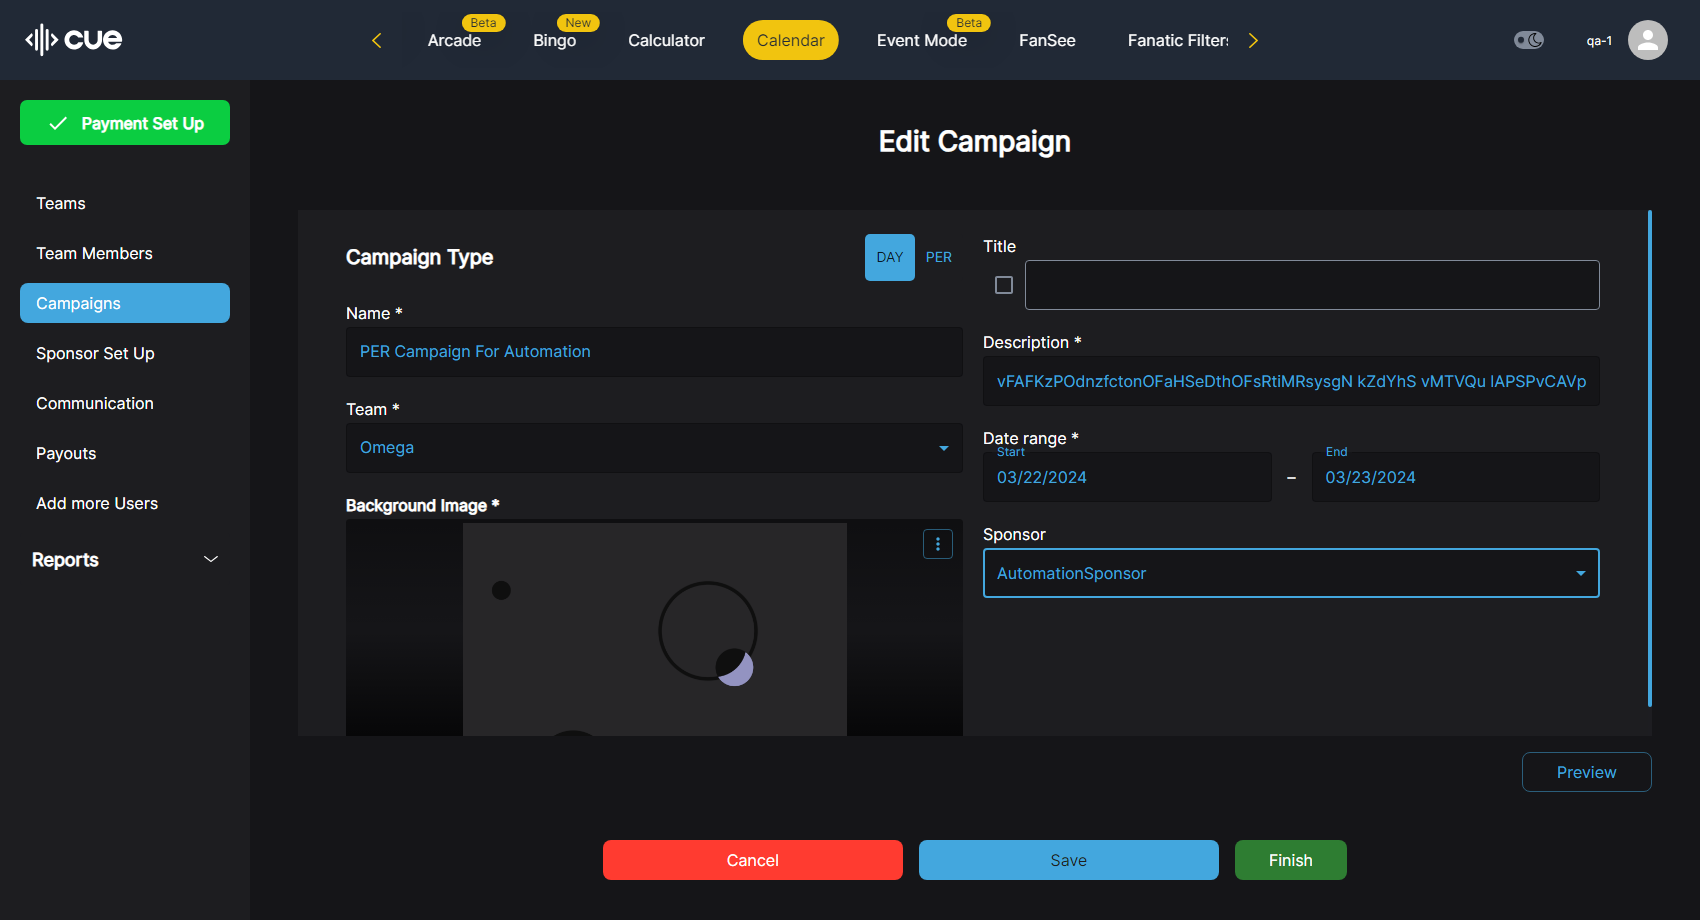 cue
Arcade
Beta
Bingo
New
Calculator
Calendar
Event Mode
Beta
FanSee
Fanatic Filter
qa-1
Payment Set Up
Teams
Team Members
Campaigns
Sponsor Set Up
Communication
Payouts
Add more Users
Reports
Edit Campaign
Campaign Type
DAY
PER
Name *
PER Campaign For Automation
Team *
Omega
Background Image *
Title
Description *
vFAFKzPOdnzfctonOFaHSeDthOFsRtiMRsysgN kZdYhS vMTVQu lAPSPvCAVp
Date range *
Start
03/22/2024
–
End
03/23/2024
Sponsor
AutomationSponsor
Preview
Cancel
Save
Finish